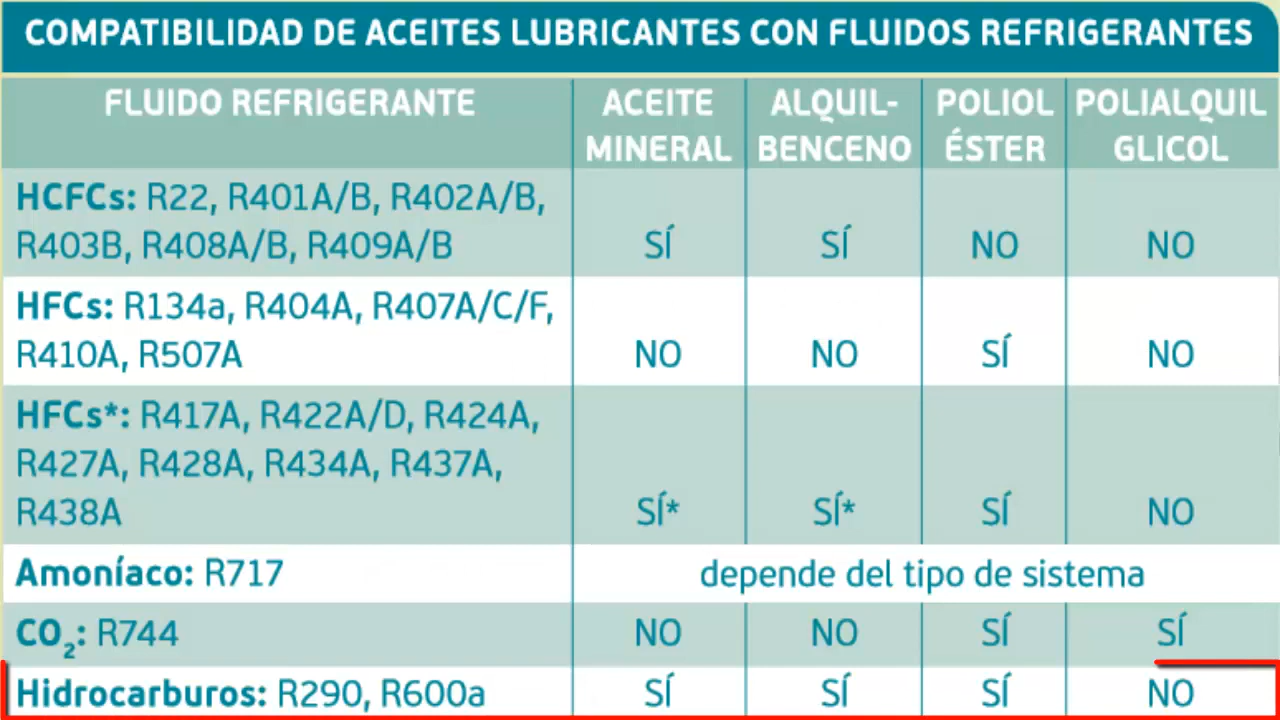 COMPATIBILIDAD DE ACEITES LUBRICANTES CON FLUIDOS REFRIGERANTES
FLUIDO REFRIGERANTE
ACEITE
MINERAL
ALQUIL-
BENCENO
POLIOL
ÉSTER
POLIALQUIL
GLICOL
HCFCs: R22, R401A/B, R402A/B,
R403B, R408A/B, R409A/B SÍ SÍ NO NO
HFCs: R134a, R404A, R407A/C/F,
R410A, R507A NO NO SÍ NO
HFCs*: R417A, R422A/D, R424A,
R427A, R428A, R434A, R437A,
R438A SÍ* SÍ* SÍ NO
Amoníaco: R717 depende del tipo de sistema
CO₂: R744 NO NO SÍ SÍ
Hidrocarburos: R290, R600a SÍ SÍ SÍ NO